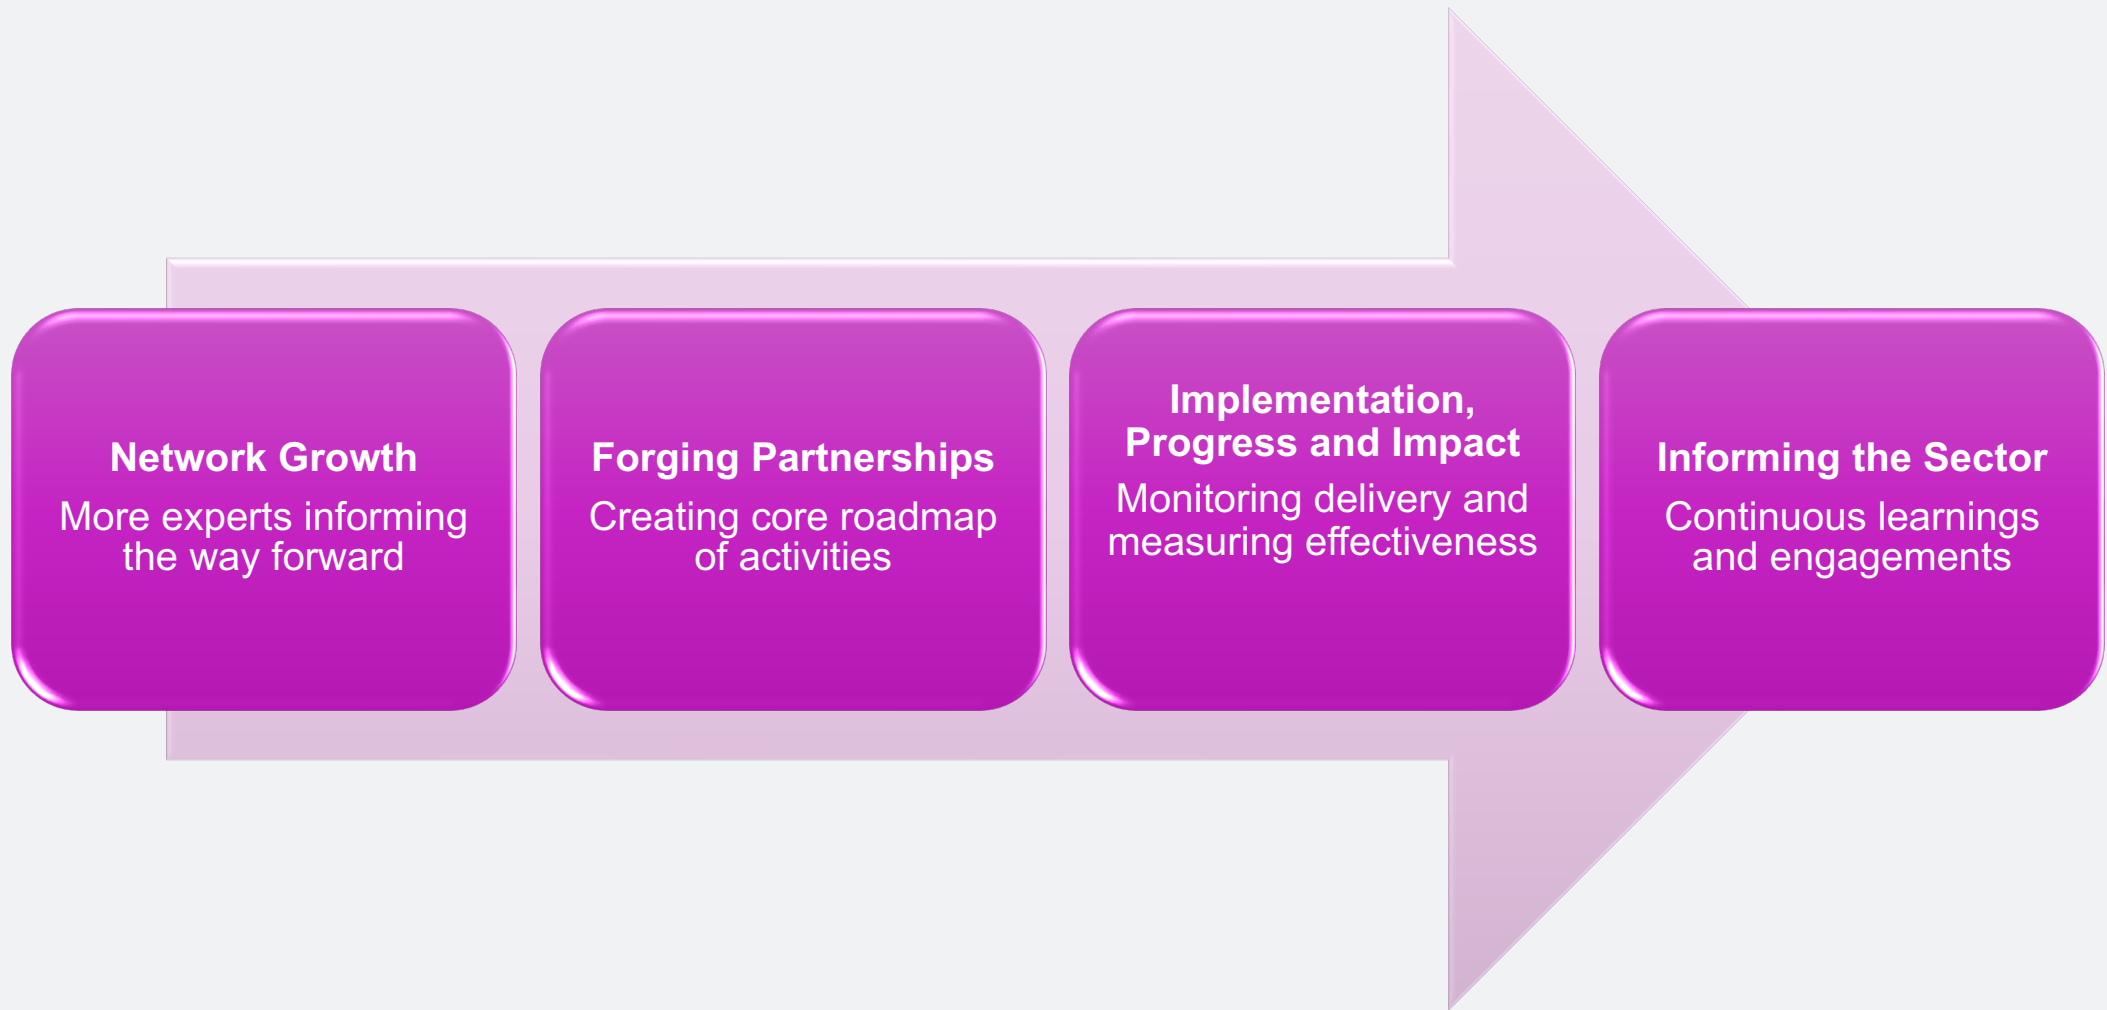 Network Growth
More experts informing
the way forward
Forging Partnerships
Creating core roadmap
of activities
Implementation,
Progress and Impact
Monitoring delivery and
measuring effectiveness
Informing the Sector
Continuous learnings
and engagements